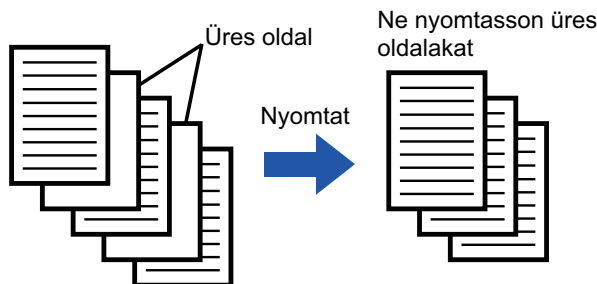 Üres oldal
Ne nyomtasson üres
oldalakat
Nyomtat